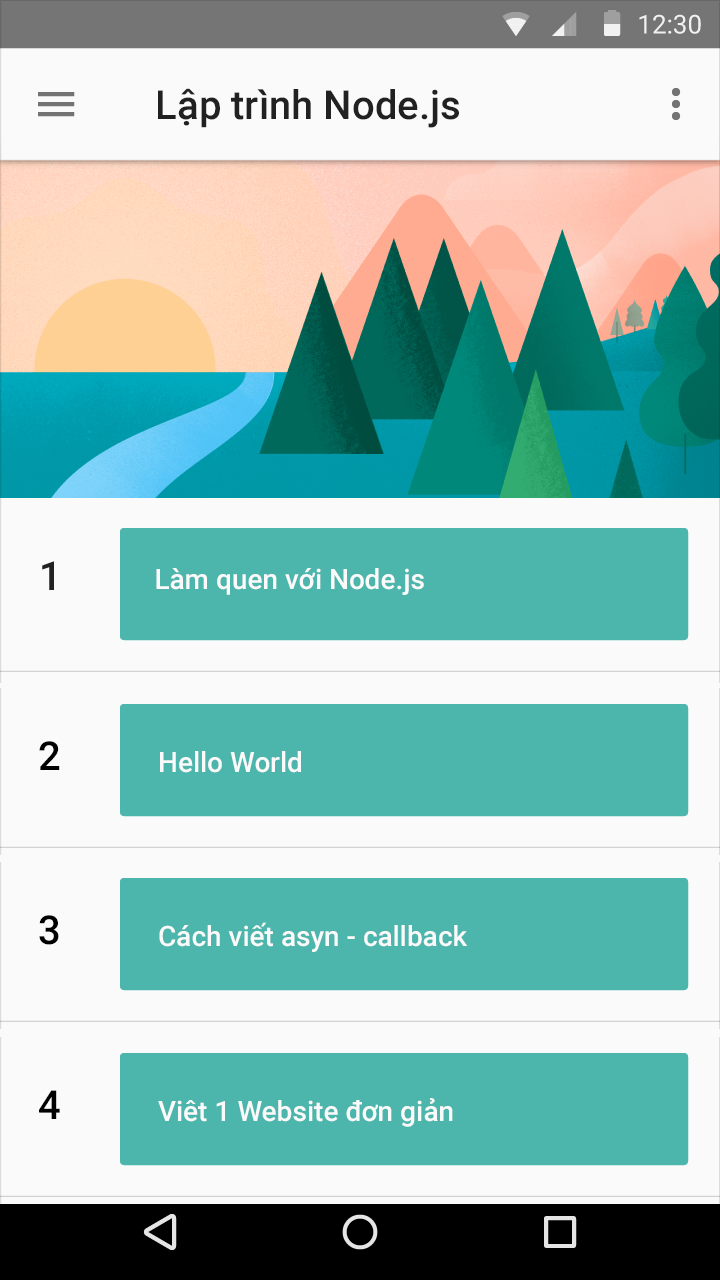 12:30
Lập trình Node.js
1
Làm quen với Node.js
2
Hello World
3
Cách viết asyn - callback
4
Viêt 1 Website đơn giản